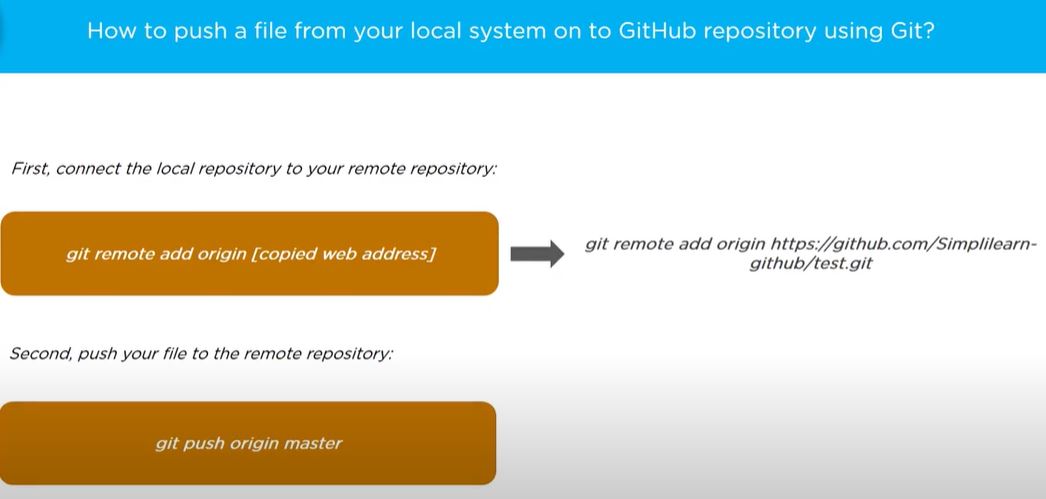 How to push a file from your local system on to GitHub repository using Git?
First, connect the local repository to your remote repository:
git remote add origin [copied web address]
git remote add origin https://github.com/Simplilearn-
github/test.git
Second, push your file to the remote repository:
git push origin master